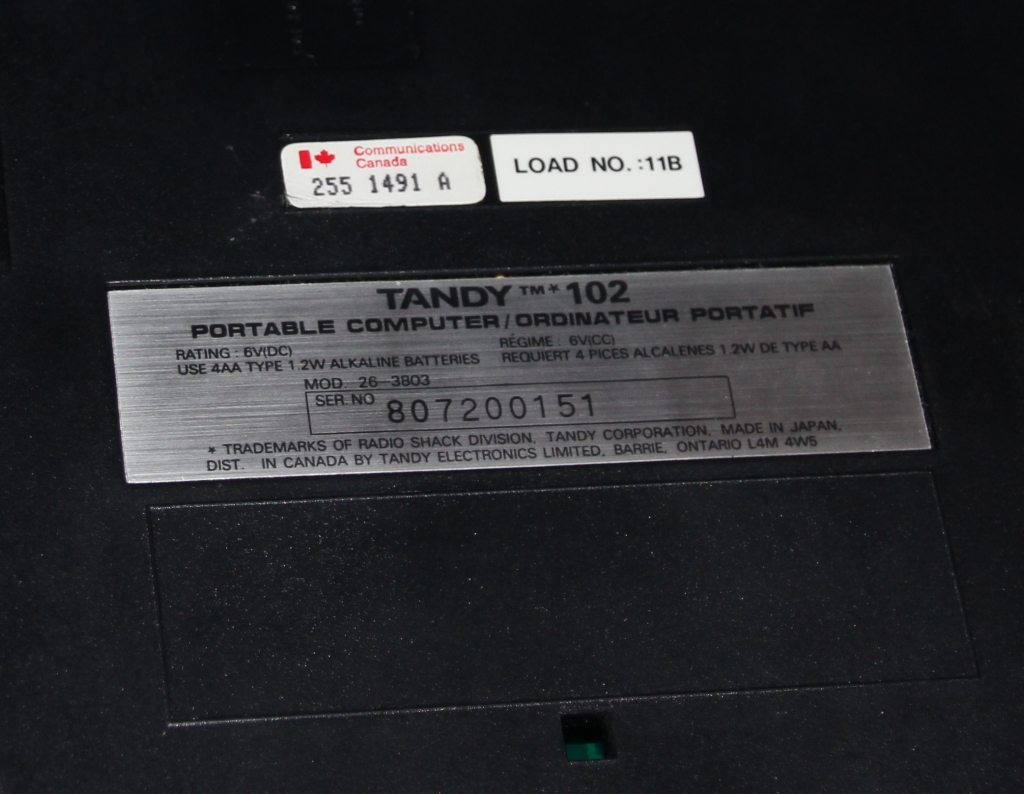 Communications
Canada
255 1491 A
LOAD NO.:11B
TANDY ™* 102
PORTABLE COMPUTER/ORDINATEUR PORTATIF
RATING : 6V(DC)
USE 4AA TYPE 1.2W ALKALINE BATTERIES
RÉGIME : 6V(CC)
REQUIERT 4 PICES ALCALENES 1.2W DE TYPE AA
MOD. 26-3803
SER. NO 807200151
* TRADEMARKS OF RADIO SHACK DIVISION, TANDY CORPORATION, MADE IN JAPAN.
DIST. IN CANADA BY TANDY ELECTRONICS LIMITED, BARRIE, ONTARIO L4M 4W5